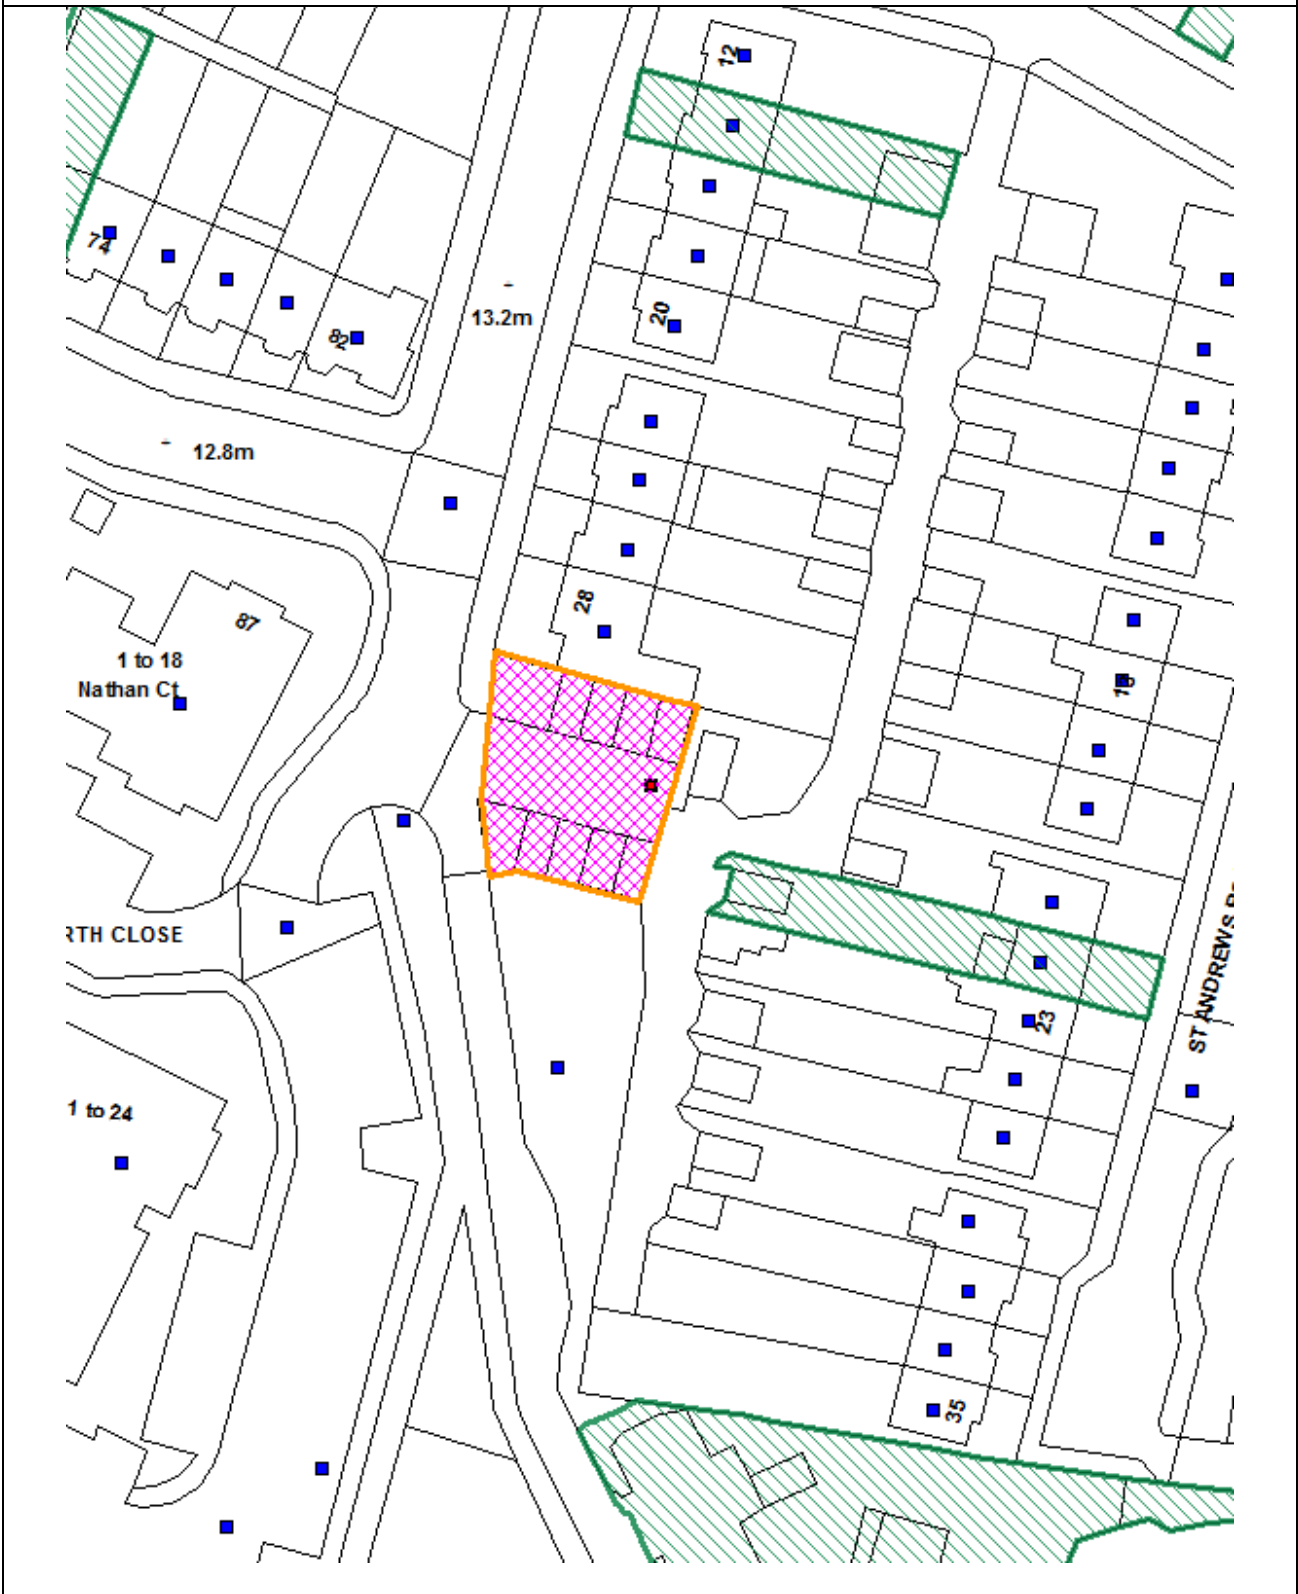 12
74
13.2m
20
82
12.8m
28
87
1 to 18
Nathan Ct
RTH CLOSE
23
ST ANDREWS
1 to 24
35